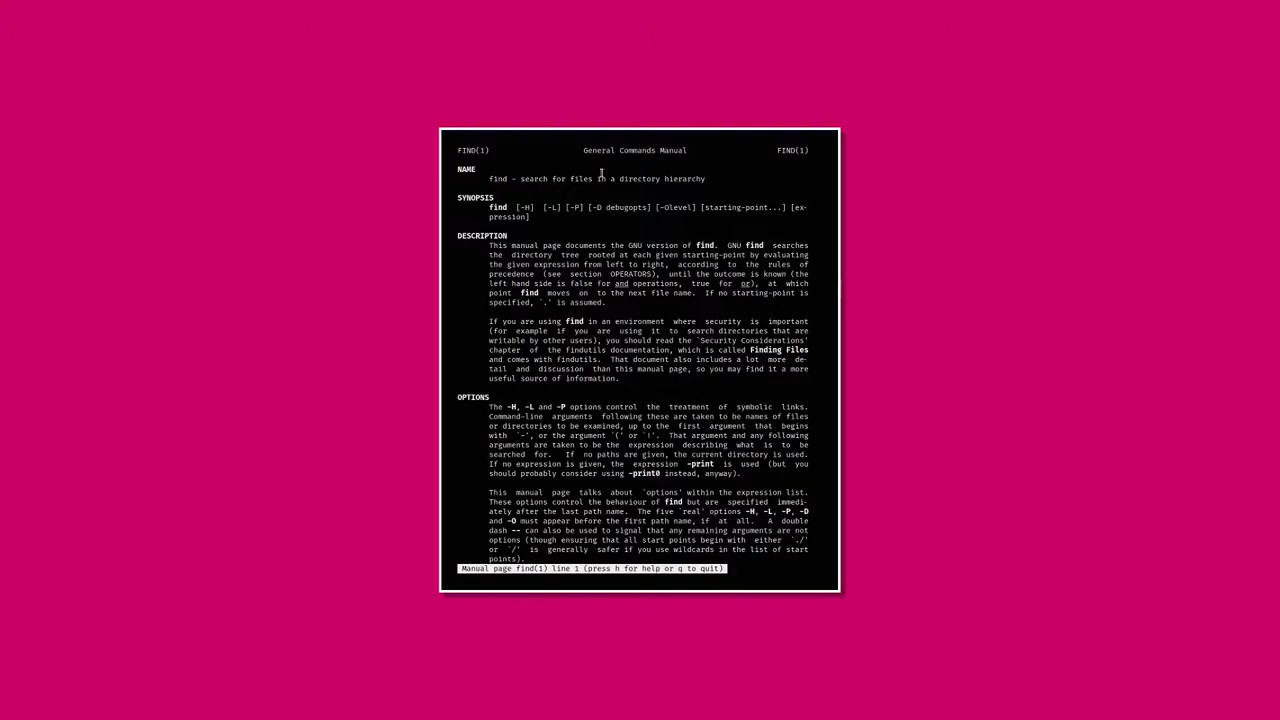 FIND(1) General Commands Manual FIND(1)
NAME
find - search for files in a directory hierarchy
SYNOPSIS
find [-H] [-L] [-P] [-D debugopts] [-Olevel] [starting-point...] [ex-
pression]
DESCRIPTION
This manual page documents the GNU version of find. GNU find searches
the directory tree rooted at each given starting-point by evaluating
the given expression from left to right, according to the rules of
precedence (see section OPERATORS), until the outcome is known (the
left hand side is false for and operations, true for or), at which
point find moves on to the next file name. If no starting-point is
specified, `.' is assumed.
If you are using find in an environment where security is important
(for example if you are using it to search directories that are
writable by other users), you should read the `Security Considerations'
chapter of the findutils documentation, which is called Finding Files
and comes with findutils. That document also includes a lot more de-
tail and discussion than this manual page, so you may find it a more
useful source of information.
OPTIONS
The -H, -L and -P options control the treatment of symbolic links.
Command-line arguments following these are taken to be names of files
or directories to be examined, up to the first argument that begins
with `-', or the argument `(' or `!'. That argument and any following
arguments are taken to be the expression describing what is to be
searched for. If no paths are given, the current directory is used.
If no expression is given, the expression -print is used (but you
should probably consider using -print0 instead, anyway).
This manual page talks about `options' within the expression list.
These options control the behaviour of find but are specified immedi-
ately after the last path name. The five `real' options -H, -L, -P, -D
and -O must appear before the first path name, if at all. A double
dash -- can also be used to signal that any remaining arguments are not
options (though ensuring that all start points begin with either `./'
or `/' is generally safer if you use wildcards in the list of start
points).
Manual page find(1) line 1 (press h for help or q to quit)